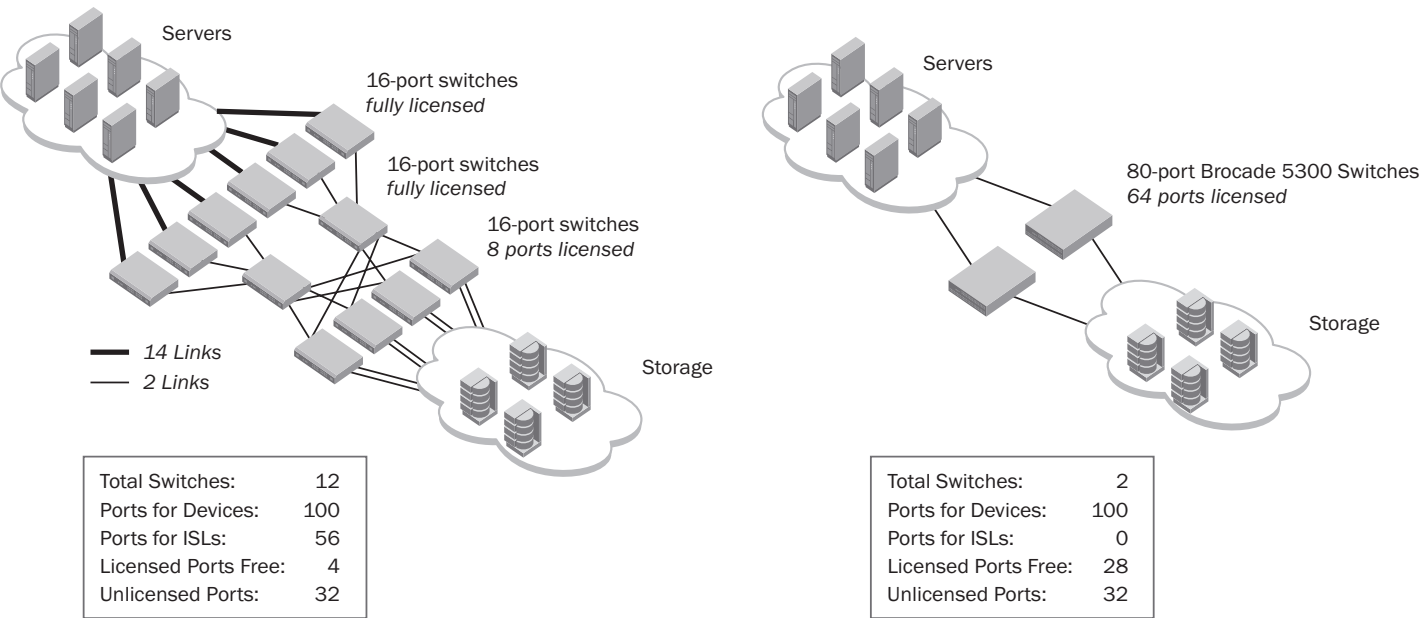 Servers
16-port switches
fully licensed
16-port switches
fully licensed
16-port switches
8 ports licensed
14 Links
2 Links
Storage
Total Switches: 12
Ports for Devices: 100
Ports for ISLs: 56
Licensed Ports Free: 4
Unlicensed Ports: 32
Servers
80-port Brocade 5300 Switches
64 ports licensed
Storage
Total Switches: 2
Ports for Devices: 100
Ports for ISLs: 0
Licensed Ports Free: 28
Unlicensed Ports: 32